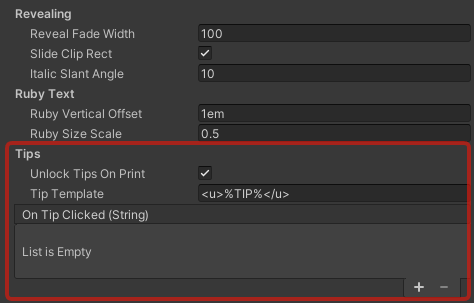 Revealing
Reveal Fade Width 100
Slide Clip Rect
Italic Slant Angle 10
Ruby Text
Ruby Vertical Offset 1em
Ruby Size Scale 0.5
Tips
Unlock Tips On Print
Tip Template <u>%TIP%</u>
On Tip Clicked (String)
List is Empty
+ −